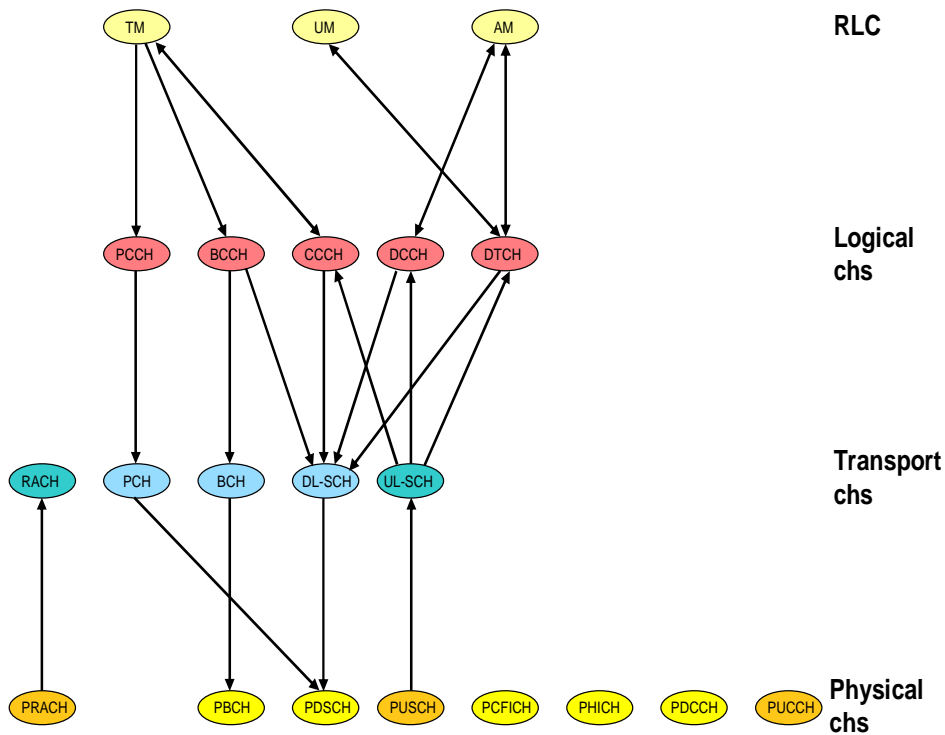 TM UM AM RLC
PCCH BCCH CCCH DCCH DTCH Logical
chs
RACH PCH BCH DL-SCH UL-SCH Transport
chs
PRACH PBCH PDSCH PUSCH PCFICH PHICH PDCCH PUCCH Physical
chs